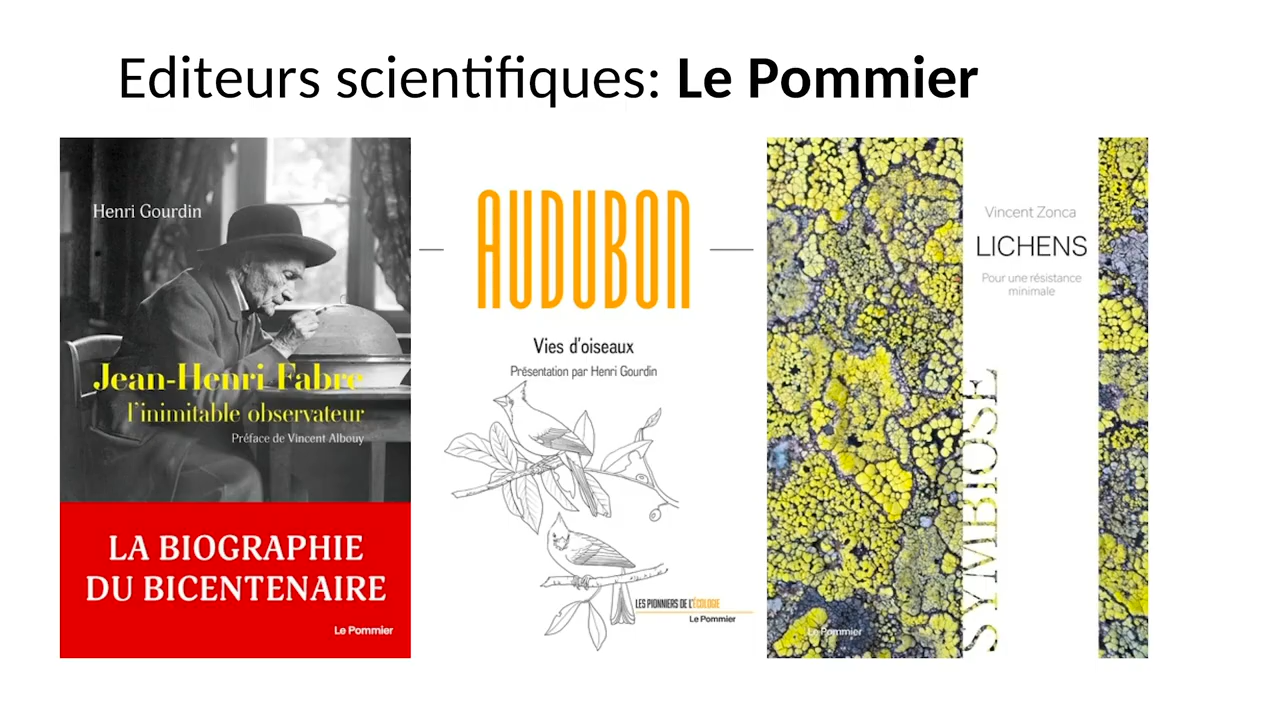 Editeurs scientifiques: Le Pommier
Henri Gourdin
Jean-Henri Fabre
l'inimitable observateur
Préface de Vincent Albouy
LA BIOGRAPHIE
DU BICENTENAIRE
Le Pommier
AUDUBON
Vies d'oiseaux
Présentation par Henri Gourdin
LES PIONNIERS DE L'ÉCOLOGIE
Le Pommier
Vincent Zonca
LICHENS
Pour une résistance
minimale
SYMBIOSE
Le Pommier